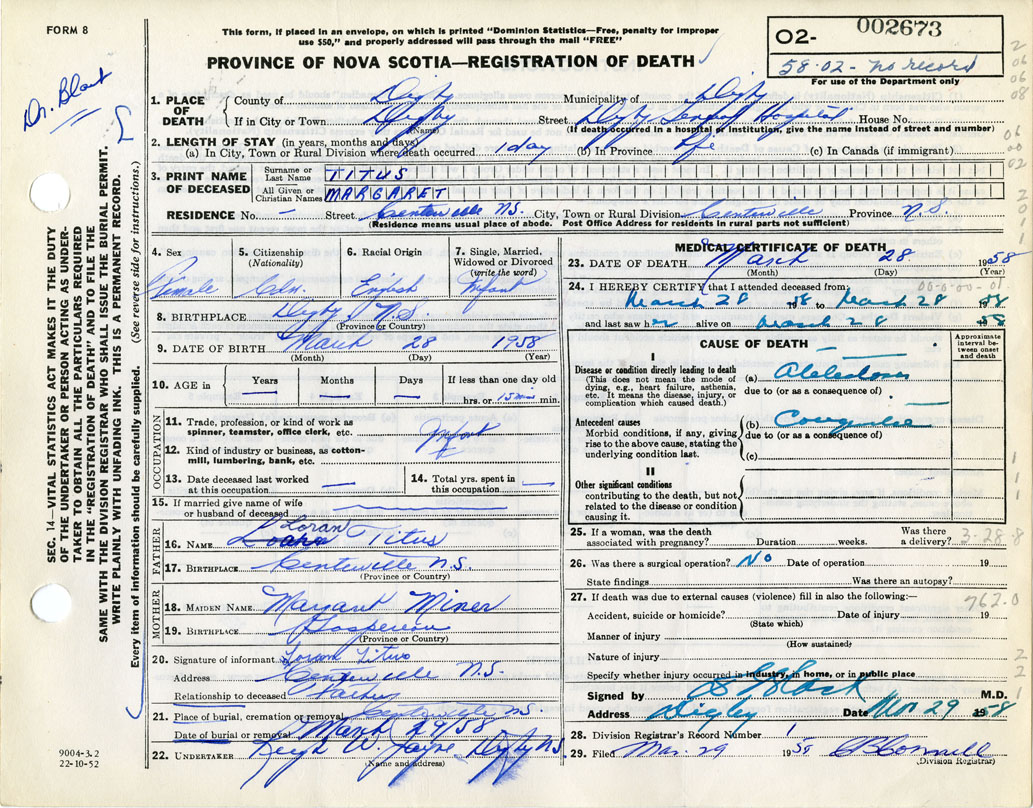 FORM 8
This form, if placed in an envelope, on which is printed "Dominion Statistics—Free, penalty for improper
use $50," and properly addressed will pass through the mail "FREE"
PROVINCE OF NOVA SCOTIA—REGISTRATION OF DEATH
O2- 002673
58-02 - no record
For use of the Department only
1. PLACE OF DEATH
County of Digby Municipality of Digby
If in City or Town Digby Street Digby General Hospital House No.
(Name) (If death occurred in a hospital or institution, give the name instead of street and number)
2. LENGTH OF STAY (in years, months and days)
(a) In City, Town or Rural Division where death occurred 1 day (b) In Province Life (c) In Canada (if immigrant)
3. PRINT NAME OF DECEASED
Surname or Last Name TITUS
All Given or Christian Names MARGARET
RESIDENCE No. - Street Centreville N.S. City, Town or Rural Division Centreville Province N.S
(Residence means usual place of abode. Post Office Address for residents in rural parts not sufficient)
4. Sex
Female
5. Citizenship
(Nationality)
Cdn.
6. Racial Origin
English
7. Single, Married,
Widowed or Divorced
(write the word)
Infant
8. BIRTHPLACE Digby N.S.
(Province or Country)
9. DATE OF BIRTH March 28 1958
(Month) (Day) (Year)
10. AGE in Years Months Days If less than one day old
hrs. or 15 min min.
OCCUPATION
11. Trade, profession, or kind of work as
spinner, teamster, office clerk, etc. Infant
12. Kind of industry or business, as cotton-
mill, lumbering, bank, etc.
13. Date deceased last worked
at this occupation
14. Total yrs. spent in
this occupation
15. If married give name of wife
or husband of deceased
FATHER
Loran
16. NAME Titus
17. BIRTHPLACE Centreville N.S.
(Province or Country)
MOTHER
18. MAIDEN NAME Margaret Miner
19. BIRTHPLACE Gaspereau
(Province or Country)
20. Signature of informant Loran Titus
Address Centreville N.S.
Relationship to deceased Father
21. Place of burial, cremation or removal Centreville N.S.
Date of burial or removal March 29/58
22. UNDERTAKER W. Jayne Digby N.S
(Name and address)
MEDICAL CERTIFICATE OF DEATH
23. DATE OF DEATH March 28 1958
(Month) (Day) (Year)
24. I HEREBY CERTIFY that I attended deceased from:
March 28 1958 to March 28 1958
and last saw her alive on March 28 1958
CAUSE OF DEATH
Approximate interval between onset and death
I
Disease or condition directly leading to death
(This does not mean the mode of
dying, e.g., heart failure, asthenia,
etc. It means the disease, injury, or
complication which caused death.)
(a) Atelectasis
due to (or as a consequence of)
Antecedent causes
Morbid conditions, if any, giving
rise to the above cause, stating the
underlying condition last.
(b)
due to (or as a consequence of)
(c)
II
Other significant conditions
contributing to the death, but not
related to the disease or condition
causing it.
25. If a woman, was the death
associated with pregnancy? Duration weeks. Was there
a delivery? 3-28-8
26. Was there a surgical operation? No Date of operation 19
State findings Was there an autopsy?
27. If death was due to external causes (violence) fill in also the following:—
762.0
Accident, suicide or homicide? Date of injury 19
(State which)
Manner of injury
(How sustained)
Nature of injury
Specify whether injury occurred in industry, in home, or in public place
Signed by Black M.D.
Address Digby Date Mar 29 1958
28. Division Registrar's Record Number 1
29. Filed Mar. 29 1958
(Division Registrar)
9004-3.2
22-10-52
Dr. Black
SEC. 14—VITAL STATISTICS ACT MAKES IT THE DUTY
OF THE UNDERTAKER OR PERSON ACTING AS UNDER-
TAKER TO OBTAIN ALL THE PARTICULARS REQUIRED
IN THE "REGISTRATION OF DEATH" AND TO FILE THE
SAME WITH THE DIVISION REGISTRAR WHO SHALL ISSUE THE BURIAL PERMIT.
WRITE PLAINLY WITH UNFADING INK. THIS IS A PERMANENT RECORD.
Every item of information should be carefully supplied. (See reverse side for instructions.)